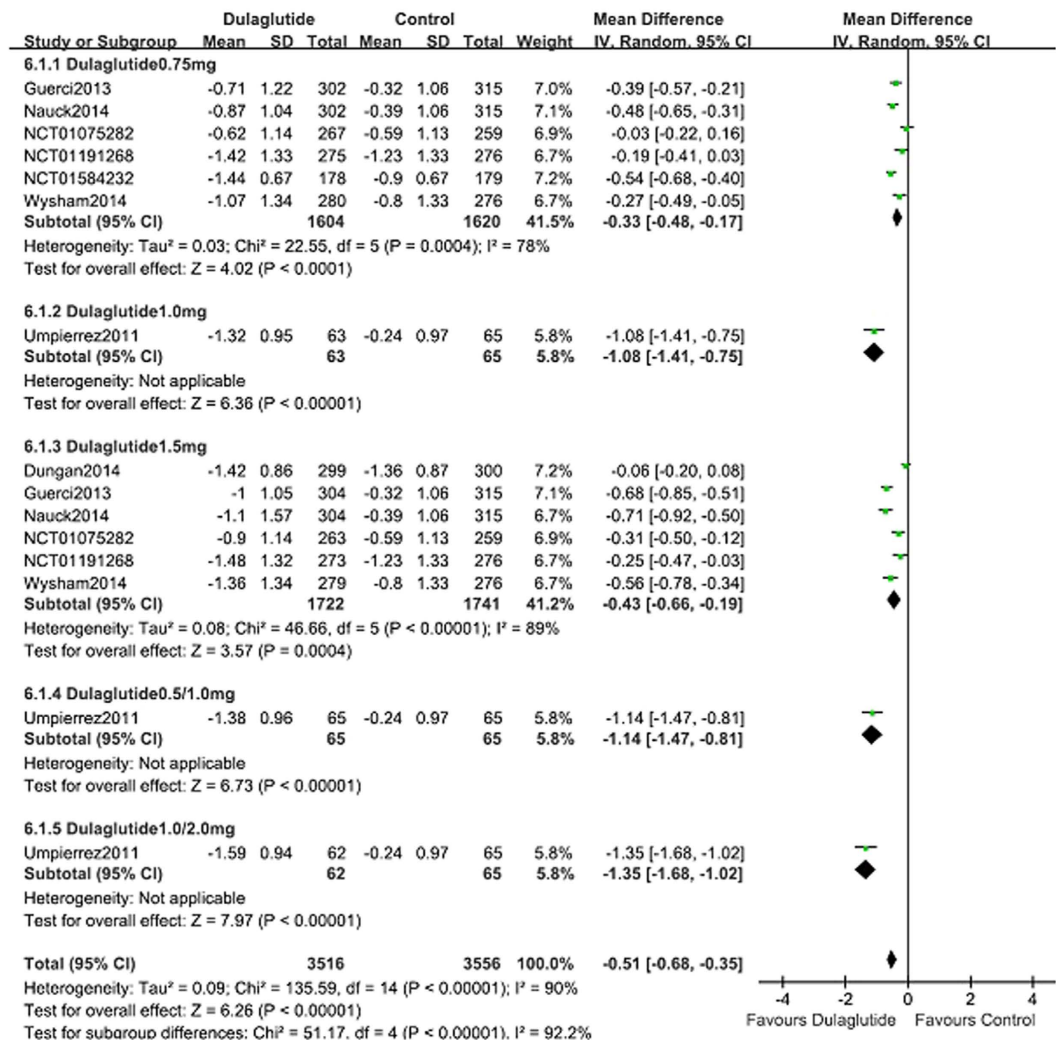 Dulaglutide Control Mean Difference Mean Difference
Study or Subgroup Mean SD Total Mean SD Total Weight IV, Random, 95% CI IV, Random, 95% CI
6.1.1 Dulaglutide0.75mg
Guerci2013 -0.71 1.22 302 -0.32 1.06 315 7.0% -0.39 [-0.57, -0.21]
Nauck2014 -0.87 1.04 302 -0.39 1.06 315 7.1% -0.48 [-0.65, -0.31]
NCT01075282 -0.62 1.14 267 -0.59 1.13 259 6.9% -0.03 [-0.22, 0.16]
NCT01191268 -1.42 1.33 275 -1.23 1.33 276 6.7% -0.19 [-0.41, 0.03]
NCT01584232 -1.44 0.67 178 -0.9 0.67 179 7.2% -0.54 [-0.68, -0.40]
Wysham2014 -1.07 1.34 280 -0.8 1.33 276 6.7% -0.27 [-0.49, -0.05]
Subtotal (95% CI) 1604 1620 41.5% -0.33 [-0.48, -0.17]
Heterogeneity: Tau² = 0.03; Chi² = 22.55, df = 5 (P = 0.0004); I² = 78%
Test for overall effect: Z = 4.02 (P < 0.0001)
6.1.2 Dulaglutide1.0mg
Umpierrez2011 -1.32 0.95 63 -0.24 0.97 65 5.8% -1.08 [-1.41, -0.75]
Subtotal (95% CI) 63 65 5.8% -1.08 [-1.41, -0.75]
Heterogeneity: Not applicable
Test for overall effect: Z = 6.36 (P < 0.00001)
6.1.3 Dulaglutide1.5mg
Dungan2014 -1.42 0.86 299 -1.36 0.87 300 7.2% -0.06 [-0.20, 0.08]
Guerci2013 -1 1.05 304 -0.32 1.06 315 7.1% -0.68 [-0.85, -0.51]
Nauck2014 -1.1 1.57 304 -0.39 1.06 315 6.7% -0.71 [-0.92, -0.50]
NCT01075282 -0.9 1.14 263 -0.59 1.13 259 6.9% -0.31 [-0.50, -0.12]
NCT01191268 -1.48 1.32 273 -1.23 1.33 276 6.7% -0.25 [-0.47, -0.03]
Wysham2014 -1.36 1.34 279 -0.8 1.33 276 6.7% -0.56 [-0.78, -0.34]
Subtotal (95% CI) 1722 1741 41.2% -0.43 [-0.66, -0.19]
Heterogeneity: Tau² = 0.08; Chi² = 46.66, df = 5 (P < 0.00001); I² = 89%
Test for overall effect: Z = 3.57 (P = 0.0004)
6.1.4 Dulaglutide0.5/1.0mg
Umpierrez2011 -1.38 0.96 65 -0.24 0.97 65 5.8% -1.14 [-1.47, -0.81]
Subtotal (95% CI) 65 65 5.8% -1.14 [-1.47, -0.81]
Heterogeneity: Not applicable
Test for overall effect: Z = 6.73 (P < 0.00001)
6.1.5 Dulaglutide1.0/2.0mg
Umpierrez2011 -1.59 0.94 62 -0.24 0.97 65 5.8% -1.35 [-1.68, -1.02]
Subtotal (95% CI) 62 65 5.8% -1.35 [-1.68, -1.02]
Heterogeneity: Not applicable
Test for overall effect: Z = 7.97 (P < 0.00001)
Total (95% CI) 3516 3556 100.0% -0.51 [-0.68, -0.35]
Heterogeneity: Tau² = 0.09; Chi² = 135.59, df = 14 (P < 0.00001); I² = 90%
Test for overall effect: Z = 6.26 (P < 0.00001)
Test for subgroup differences: Chi² = 51.17, df = 4 (P < 0.00001), I² = 92.2%
-4 -2 0 2 4
Favours Dulaglutide Favours Control